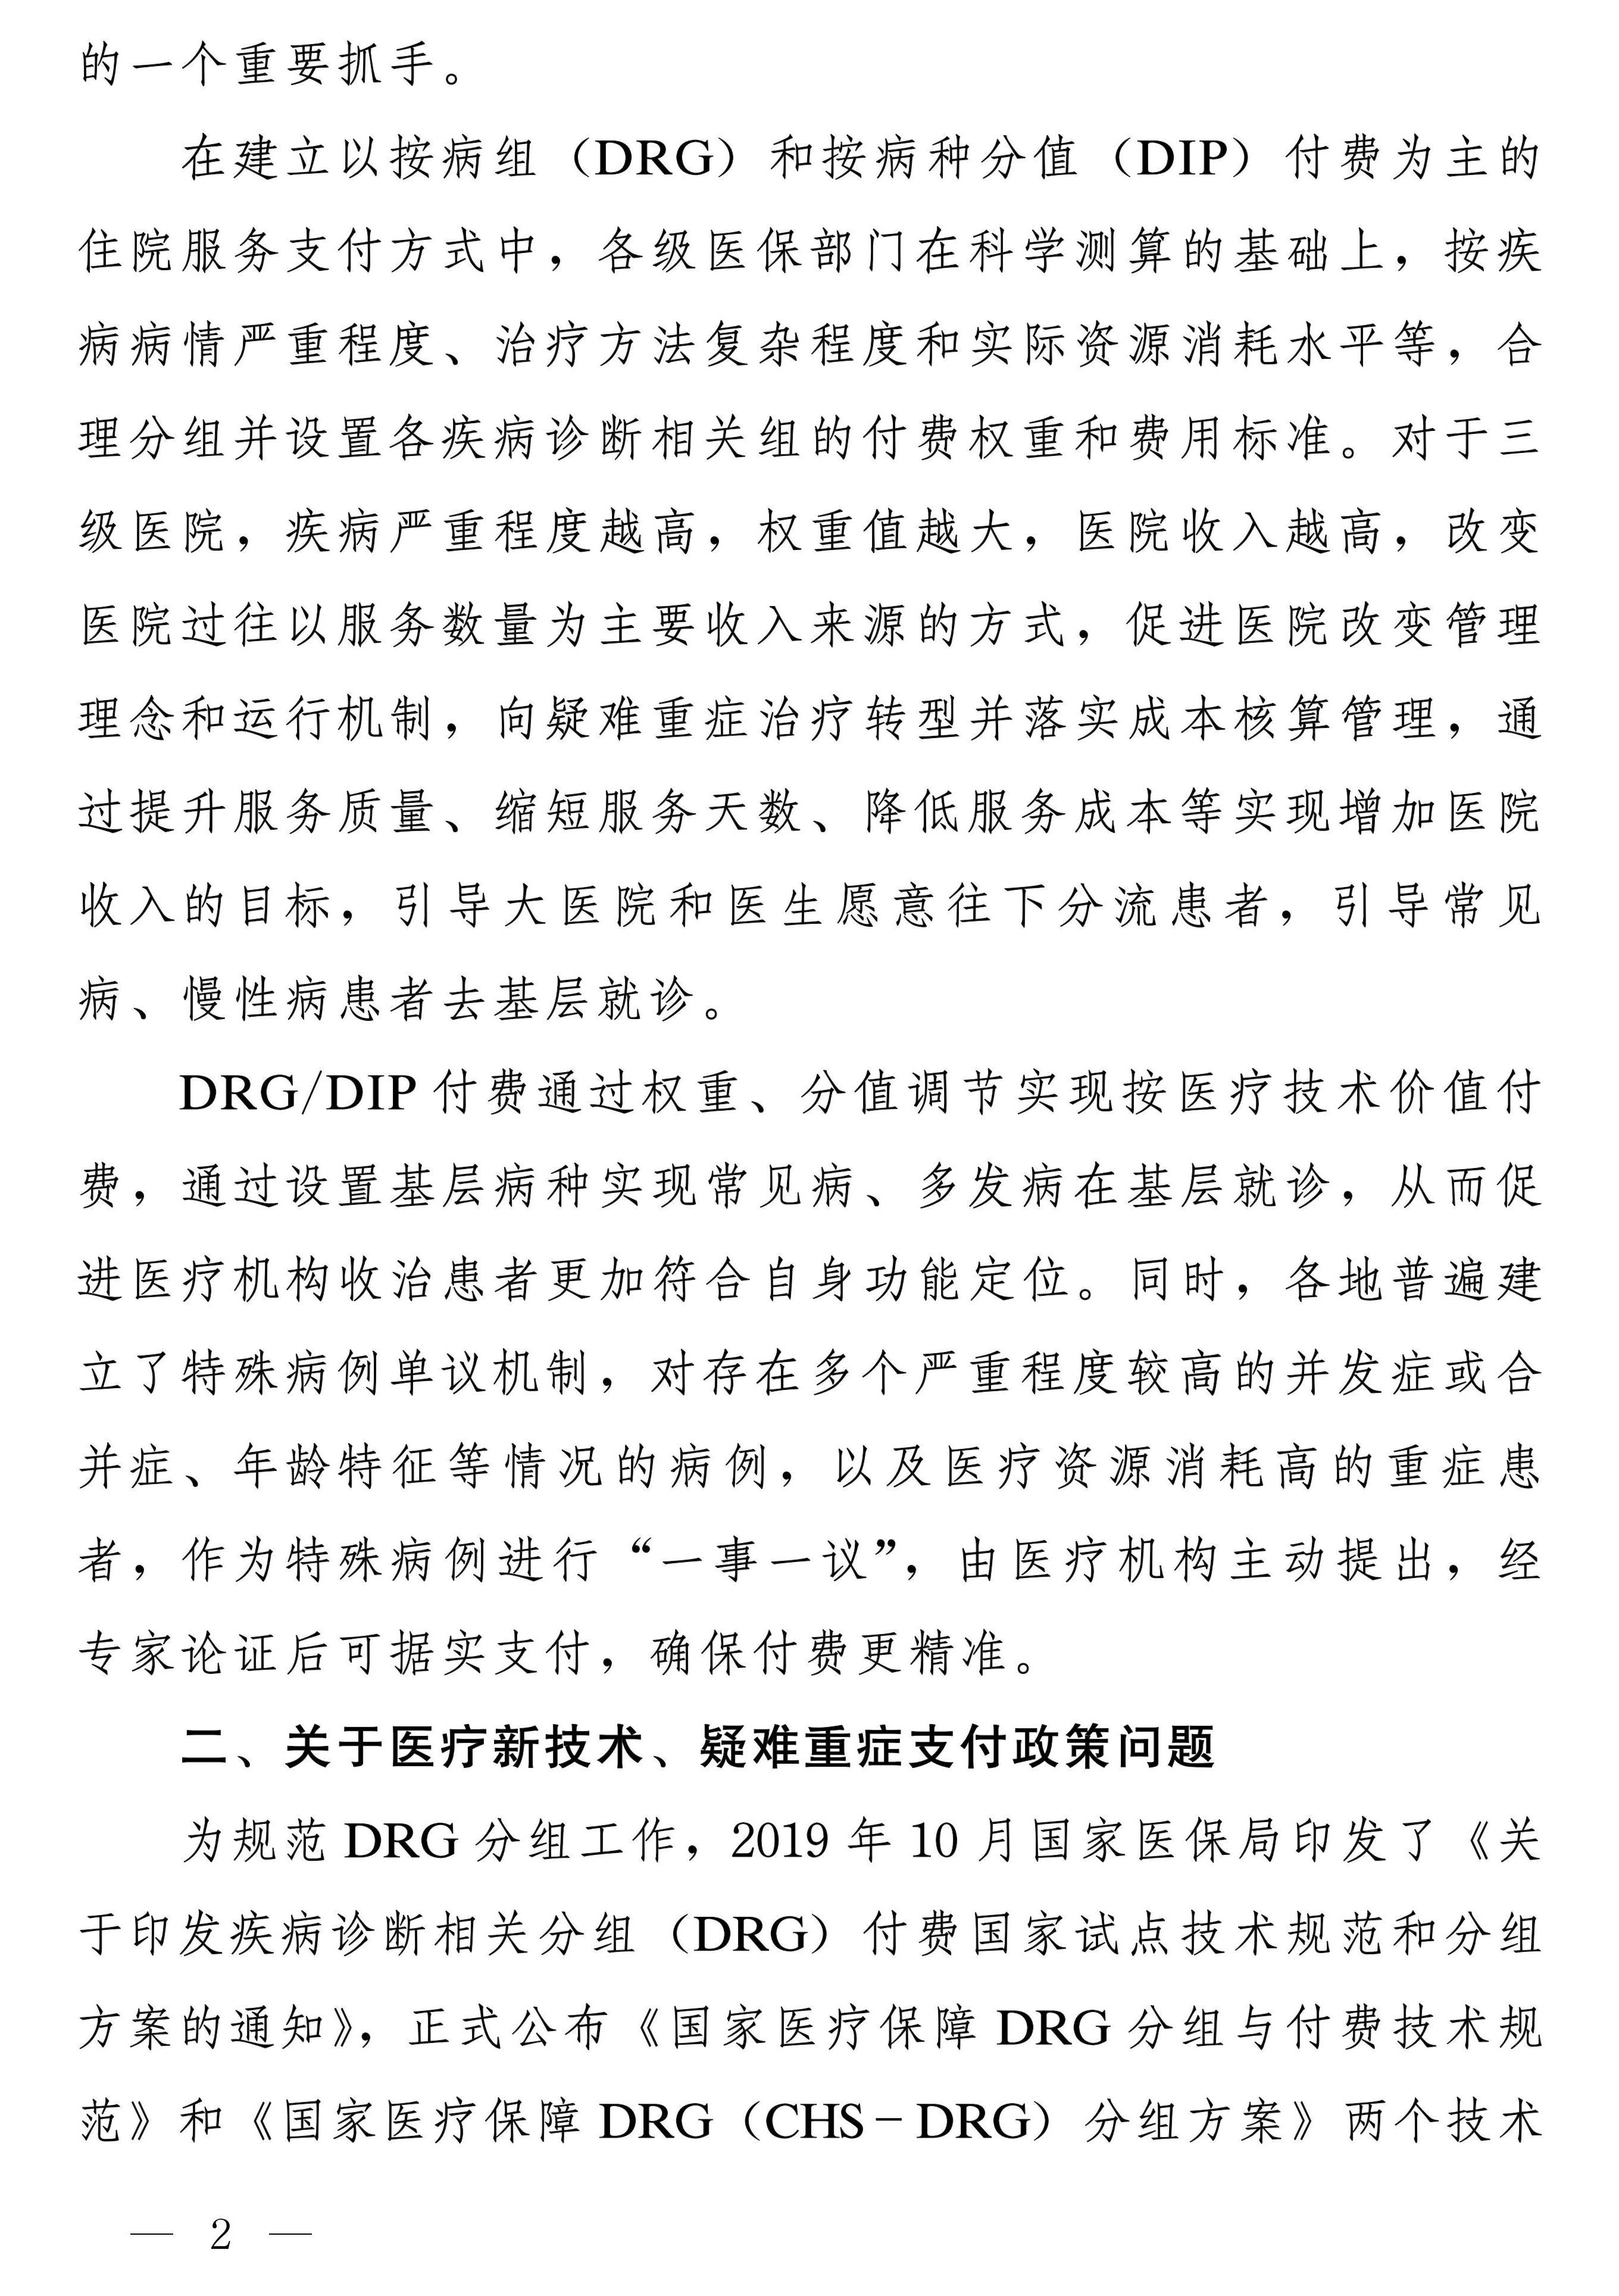 的一个重要抓手。
在建立以按病组（DRG）和按病种分值（DIP）付费为主的
住院服务支付方式中，各级医保部门在科学测算的基础上，按疾
病病情严重程度、治疗方法复杂程度和实际资源消耗水平等，合
理分组并设置各疾病诊断相关组的付费权重和费用标准。对于三
级医院，疾病严重程度越高，权重值越大，医院收入越高，改变
医院过往以服务数量为主要收入来源的方式，促进医院改变管理
理念和运行机制，向疑难重症治疗转型并落实成本核算管理，通
过提升服务质量、缩短服务天数、降低服务成本等实现增加医院
收入的目标，引导大医院和医生愿意往下分流患者，引导常见
病、慢性病患者去基层就诊。
DRG/DIP 付费通过权重、分值调节实现按医疗技术价值付
费，通过设置基层病种实现常见病、多发病在基层就诊，从而促
进医疗机构收治患者更加符合自身功能定位。同时，各地普遍建
立了特殊病例单议机制，对存在多个严重程度较高的并发症或合
并症、年龄特征等情况的病例，以及医疗资源消耗高的重症患
者，作为特殊病例进行“一事一议”，由医疗机构主动提出，经
专家论证后可据实支付，确保付费更精准。
二、关于医疗新技术、疑难重症支付政策问题
为规范 DRG 分组工作，2019 年 10 月国家医保局印发了《关
于印发疾病诊断相关分组（DRG）付费国家试点技术规范和分组
方案的通知》，正式公布《国家医疗保障 DRG 分组与付费技术规
范》和《国家医疗保障 DRG（CHS－DRG）分组方案》两个技术
— 2 —